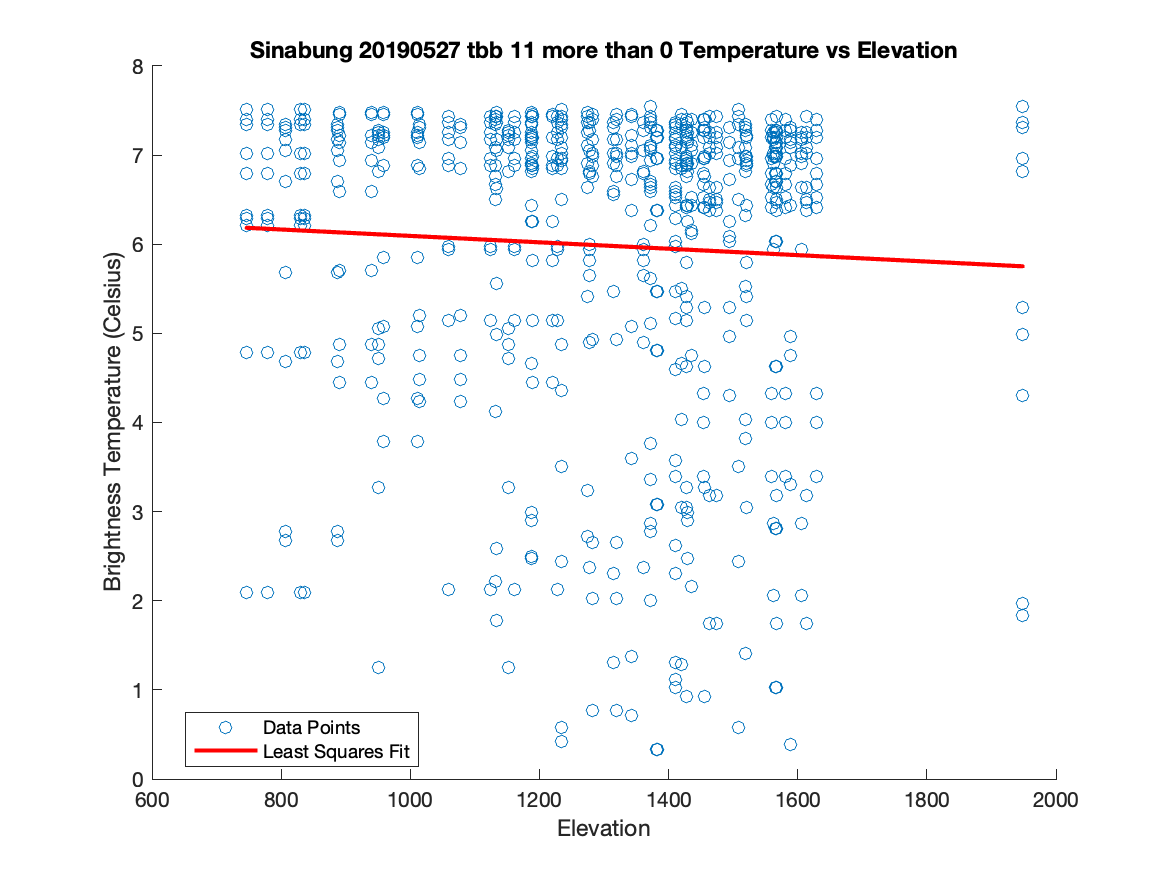 Sinabung 20190527 tbb 11 more than 0 Temperature vs Elevation
8
7
6
5
4
3
2
1
0
Brightness Temperature (Celsius)
Data Points
Least Squares Fit
600 800 1000 1200 1400 1600 1800 2000
Elevation